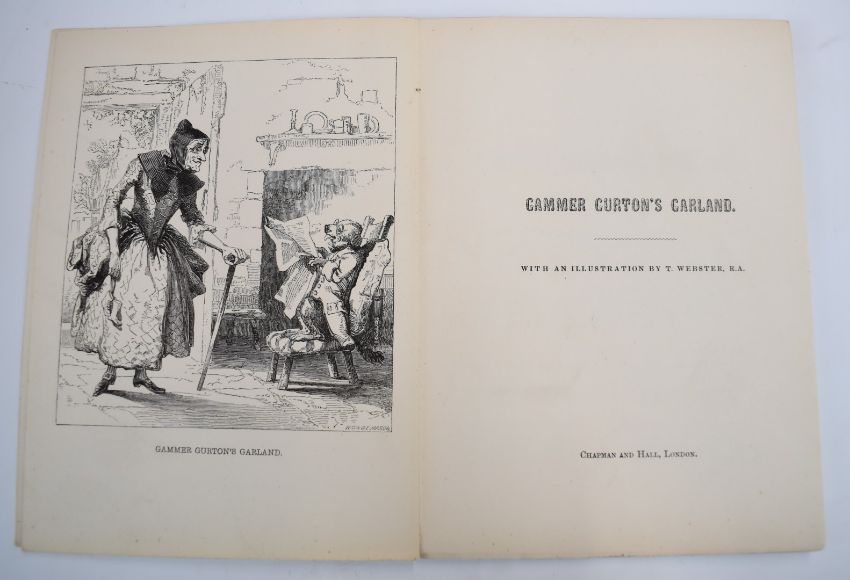 GAMMER GURTON'S GARLAND.
GAMMER GURTON'S GARLAND.
WITH AN ILLUSTRATION BY T. WEBSTER, R.A.
CHAPMAN AND HALL, LONDON.